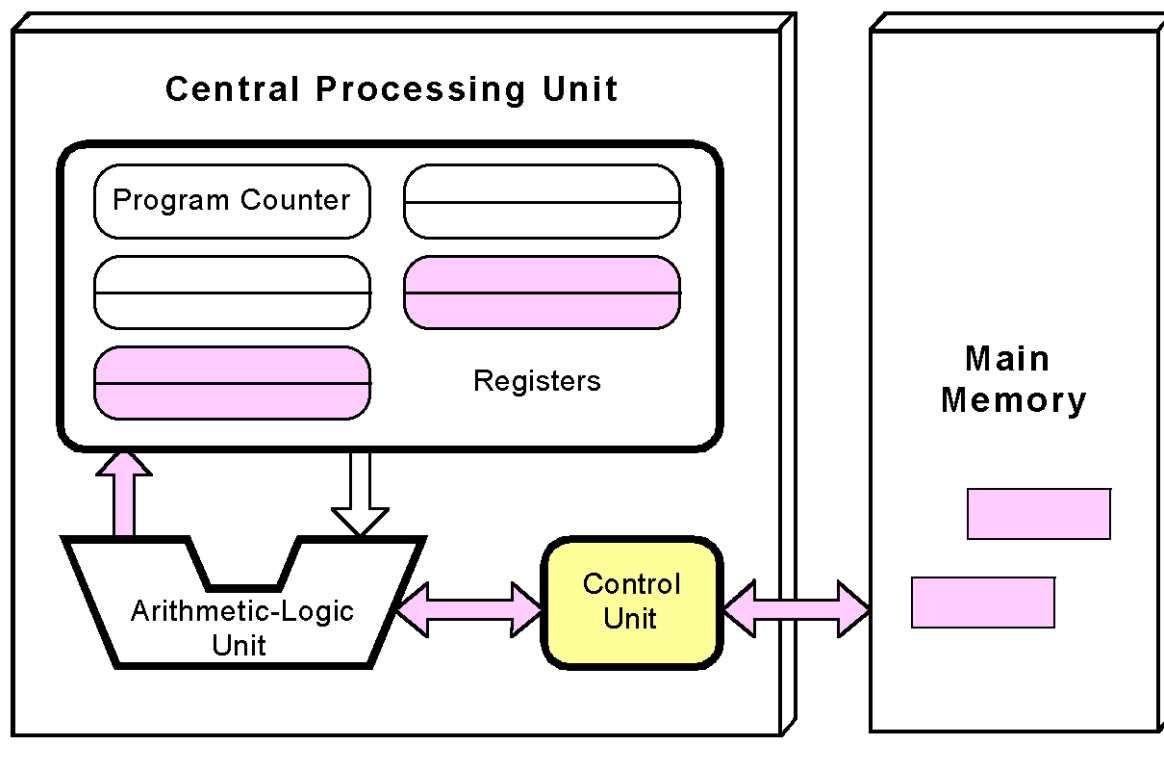 Central Processing Unit
Program Counter
Registers
Main
Memory
Arithmetic-Logic
Unit
Control
Unit